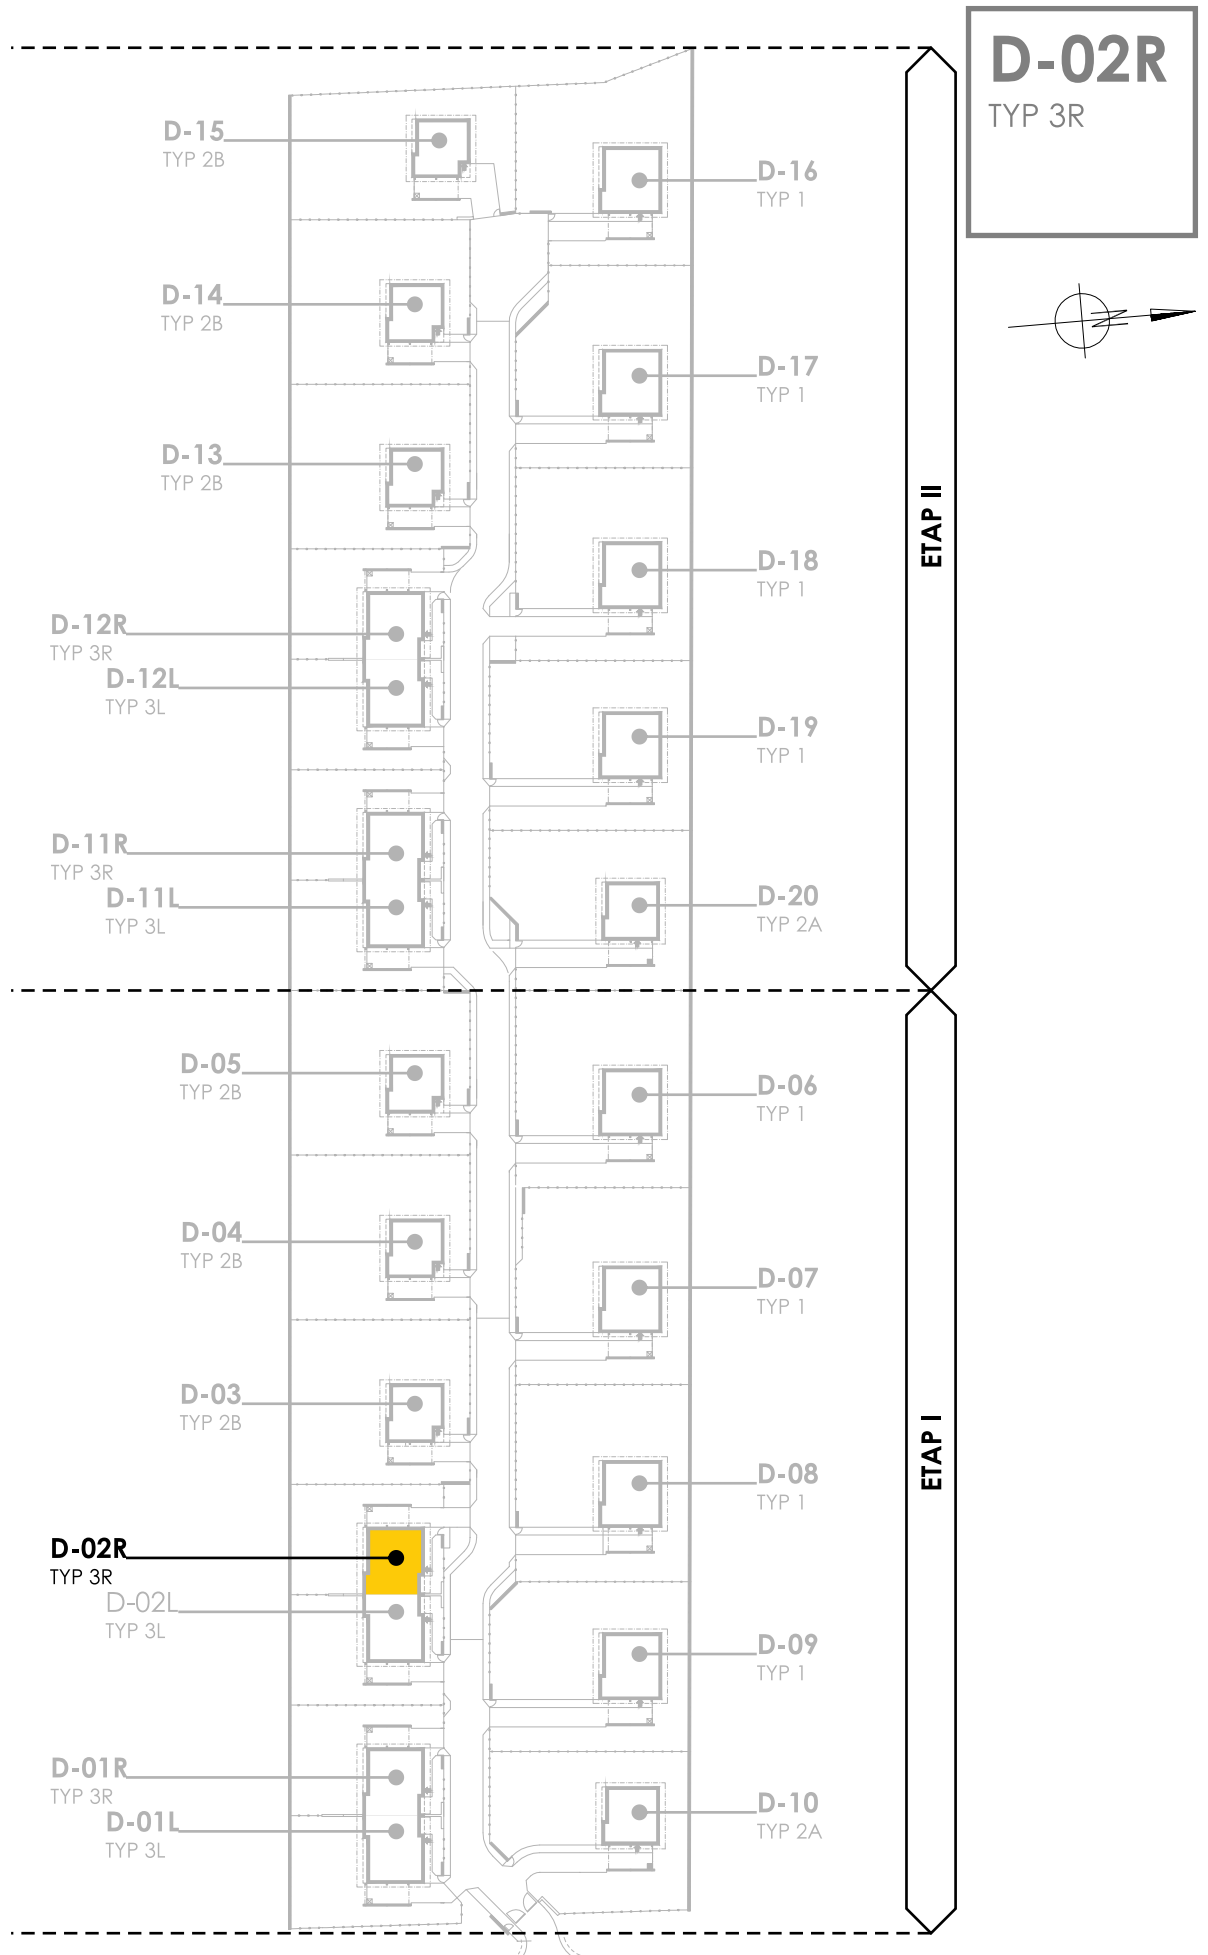 D-02R
TYP 3R
D-15
TYP 2B
D-16
TYP 1
D-14
TYP 2B
N
D-17
TYP 1
D-13
TYP 2B
ETAP II
D-18
TYP 1
D-12R
TYP 3R
D-12L
TYP 3L
D-19
TYP 1
D-11R
TYP 3R
D-11L
TYP 3L
D-20
TYP 2A
D-05
TYP 2B
D-06
TYP 1
D-04
TYP 2B
D-07
TYP 1
D-03
TYP 2B
ETAP I
D-08
TYP 1
D-02R
TYP 3R
D-02L
TYP 3L
D-09
TYP 1
D-01R
TYP 3R
D-01L
TYP 3L
D-10
TYP 2A